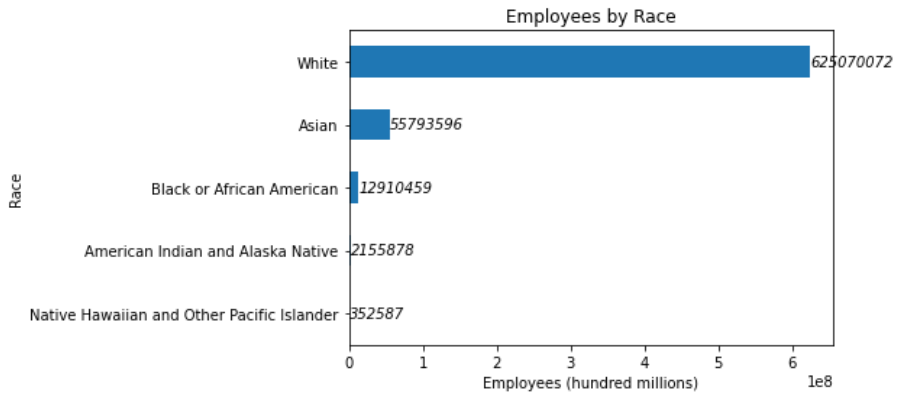 Employees by Race
White
625070072
Asian
55793596
Race
Black or African American
12910459
American Indian and Alaska Native
2155878
Native Hawaiian and Other Pacific Islander
352587
0 1 2 3 4 5 6
1e8
Employees (hundred millions)